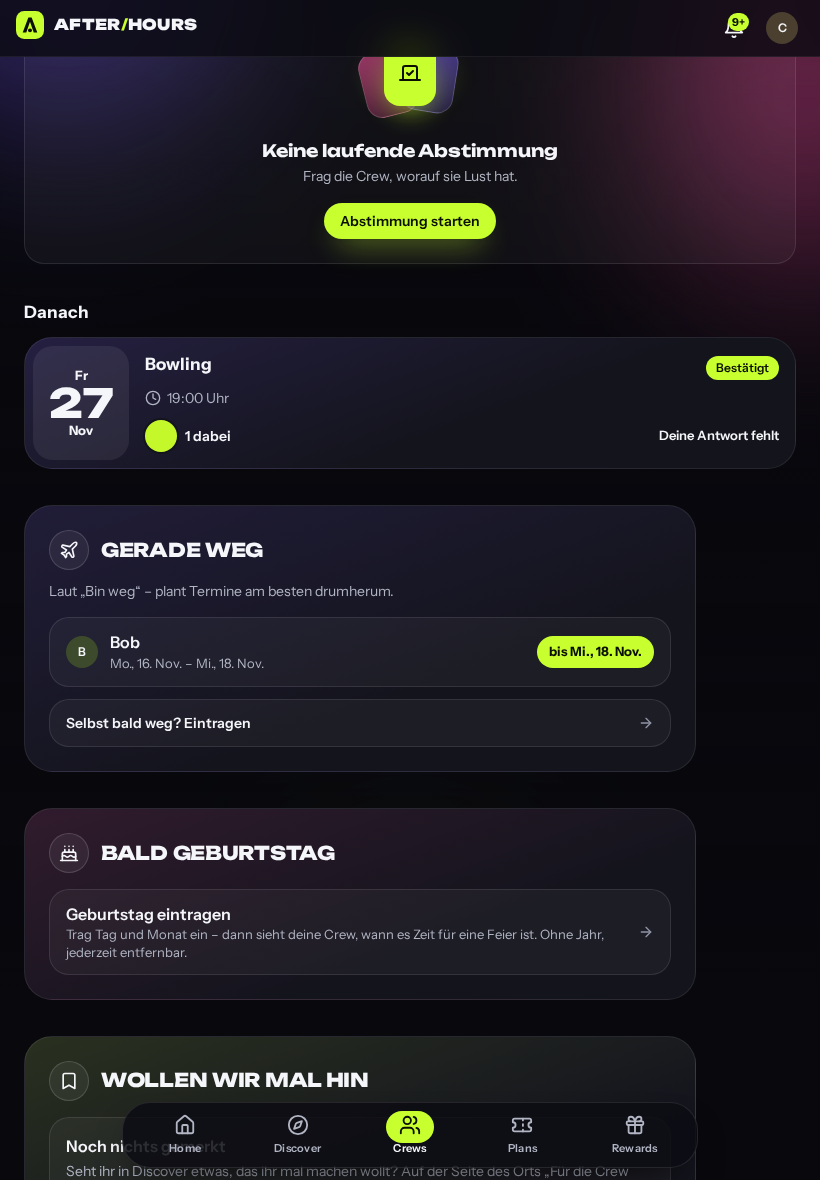 AFTER/HOURS
9+
C
Keine laufende Abstimmung
Frag die Crew, worauf sie Lust hat.
Abstimmung starten
Danach
Fr
27
Nov
Bowling
Bestätigt
19:00 Uhr
1 dabei
Deine Antwort fehlt
GERADE WEG
Laut „Bin weg“ – plant Termine am besten drumherum.
B
Bob
Mo., 16. Nov. – Mi., 18. Nov.
bis Mi., 18. Nov.
Selbst bald weg? Eintragen
BALD GEBURTSTAG
Geburtstag eintragen
Trag Tag und Monat ein – dann sieht deine Crew, wann es Zeit für eine Feier ist. Ohne Jahr,
jederzeit entfernbar.
WOLLEN WIR MAL HIN
Noch nichts gemerkt
Seht ihr in Discover etwas, das ihr mal machen wollt? Auf der Seite des Orts „Für die Crew
Home
Discover
Crews
Plans
Rewards